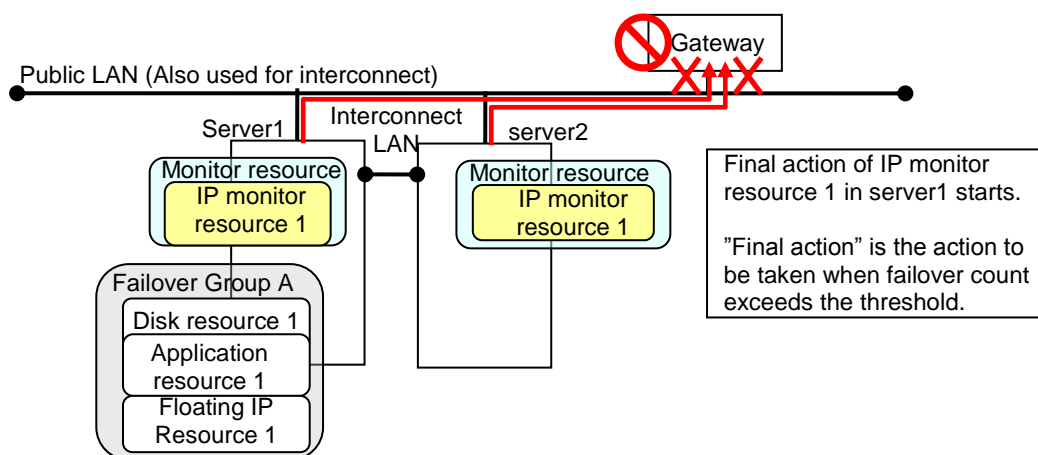 Gateway
Public LAN (Also used for interconnect)
Interconnect
LAN
Server1
server2
Monitor resource
IP monitor
resource 1
Monitor resource
IP monitor
resource 1
Failover Group A
Disk resource 1
Application
resource 1
Floating IP
Resource 1
Final action of IP monitor
resource 1 in server1 starts.
”Final action” is the action to
be taken when failover count
exceeds the threshold.